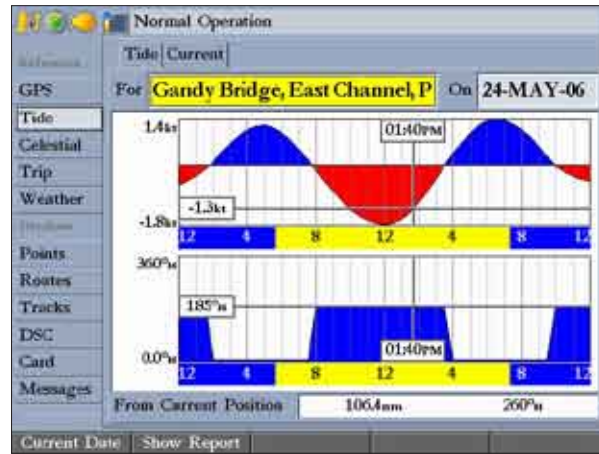 Normal Operation
Tide Current
GPS
For Gandy Bridge, East Channel, P On 24-MAY-06
Tide
Celestial
Trip
Weather
Points
Routes
Tracks
DSC
Card
Messages
1.4kt
01:40PM
-1.3kt
-1.8kt
12 4 8 12 4 8 12
360°M
185°M
01:40PM
0.0°M
12 4 8 12 4 8 12
From Current Position 106.4nm 260°M
Current Date Show Report